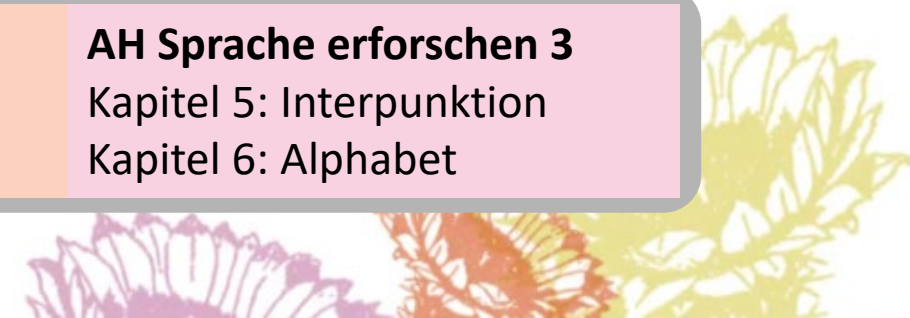 AH Sprache erforschen 3
Kapitel 5: Interpunktion
Kapitel 6: Alphabet